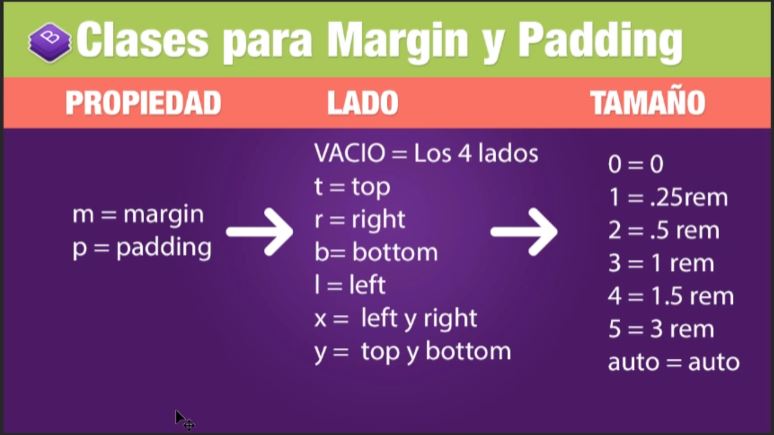 B
Clases para Margin y Padding
PROPIEDAD
LADO
TAMAÑO
m = margin
p = padding
VACIO = Los 4 lados
t = top
r = right
b= bottom
l = left
x =  left y right
y =  top y bottom
0 = 0
1 = .25rem
2 = .5 rem
3 = 1 rem
4 = 1.5 rem
5 = 3 rem
auto = auto